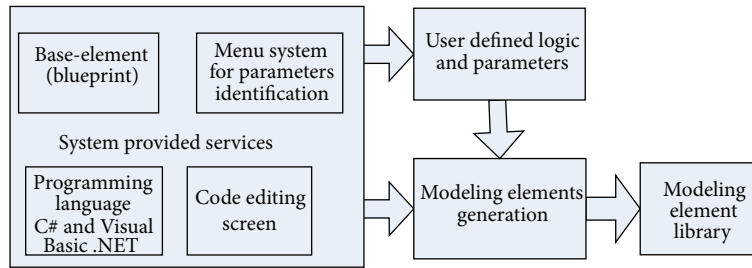 Base-element
(blueprint)
Menu system
for parameters
identification
User defined logic
and parameters
System provided services
Programming
language
C# and Visual
Basic .NET
Code editing
screen
Modeling elements
generation
Modeling
element
library